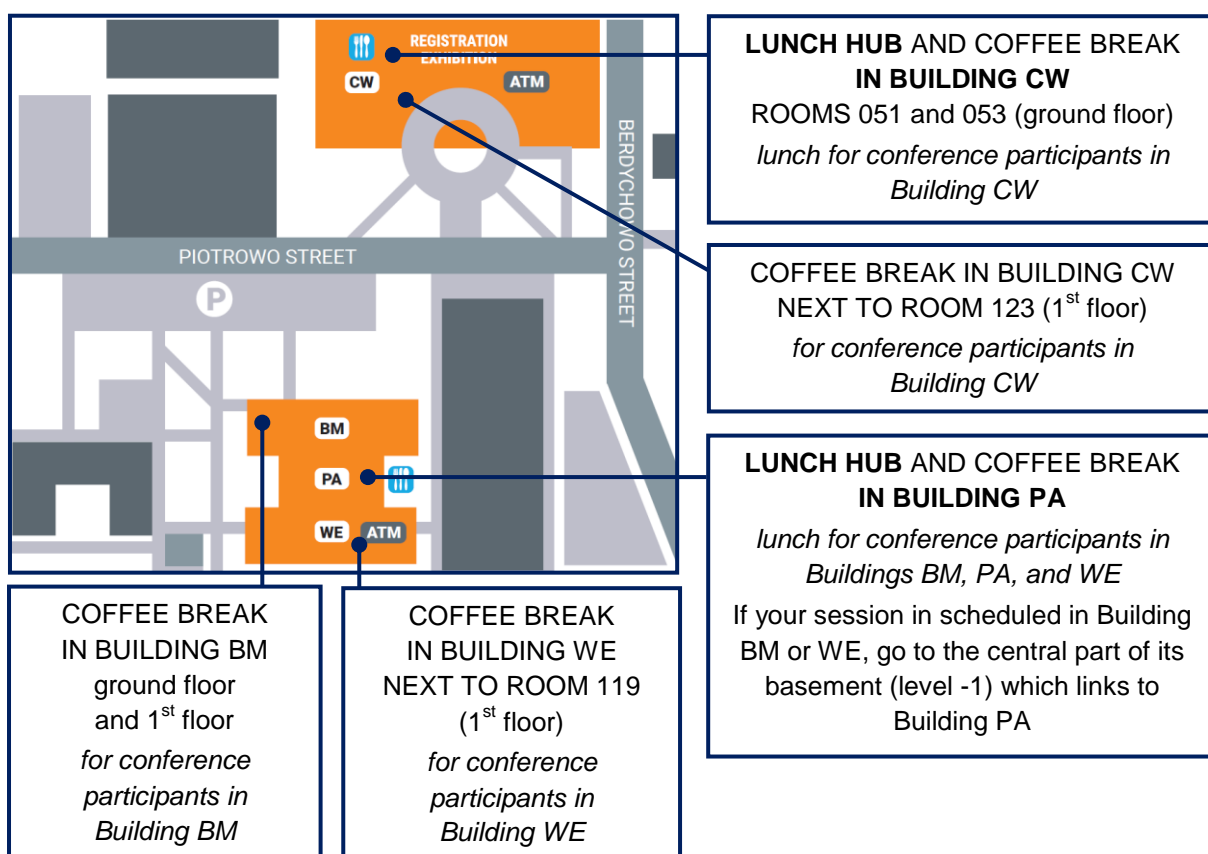 REGISTRATION
EXHIBITION
CW
ATM
BERDYCHOWO STREET
PIOTROWO STREET
P
BM
PA
WE
ATM
LUNCH HUB AND COFFEE BREAK
IN BUILDING CW
ROOMS 051 and 053 (ground floor)
lunch for conference participants in
Building CW
COFFEE BREAK IN BUILDING CW
NEXT TO ROOM 123 (1st floor)
for conference participants in
Building CW
LUNCH HUB AND COFFEE BREAK
IN BUILDING PA
lunch for conference participants in
Buildings BM, PA, and WE
If your session in scheduled in Building
BM or WE, go to the central part of its
basement (level -1) which links to
Building PA
COFFEE BREAK
IN BUILDING BM
ground floor
and 1st floor
for conference
participants in
Building BM
COFFEE BREAK
IN BUILDING WE
NEXT TO ROOM 119
(1st floor)
for conference
participants in
Building WE